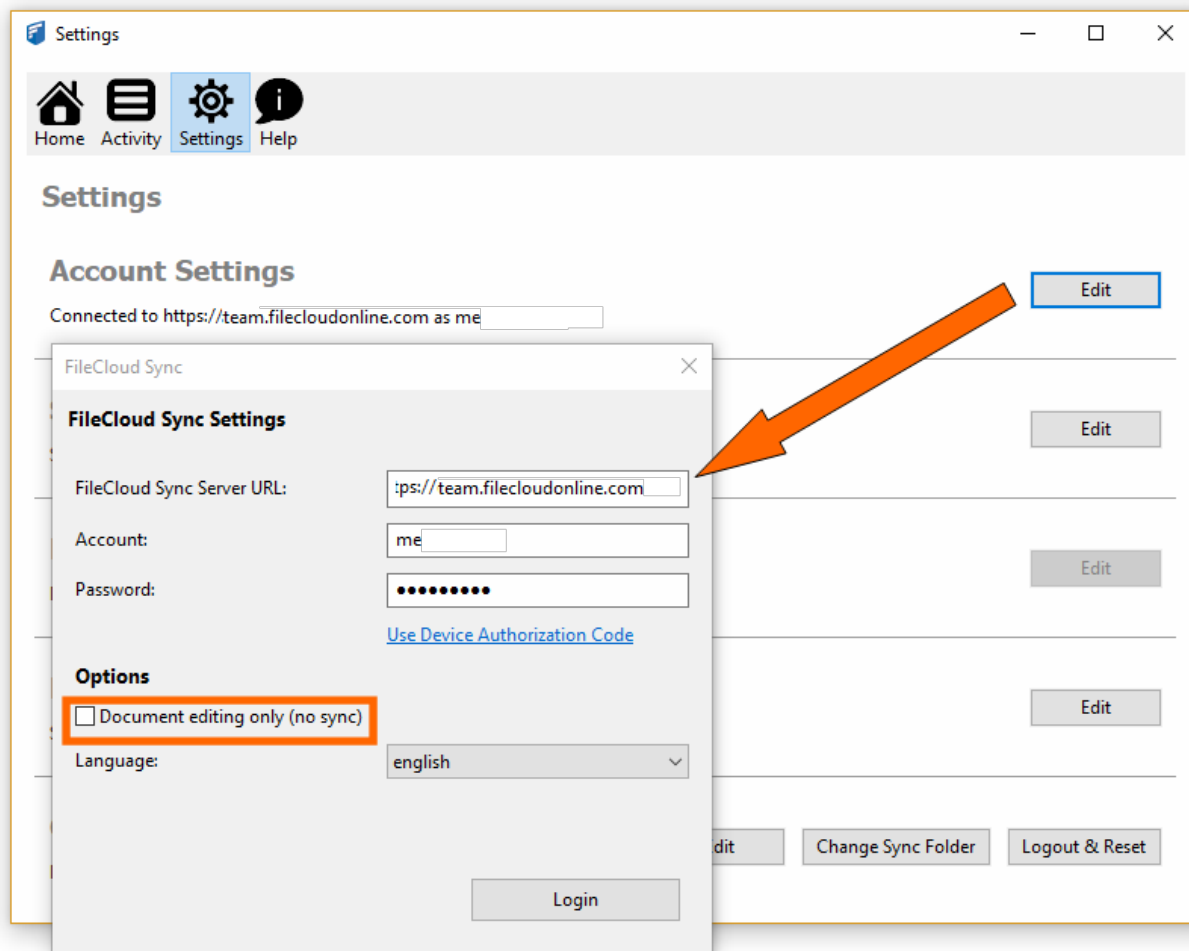 Settings
Home Activity Settings Help
Settings
Account Settings
Edit
Connected to https://team.filecloudonline.com as me
FileCloud Sync
FileCloud Sync Settings
Edit
FileCloud Sync Server URL: tps://team.filecloudonline.com
Account: me
Password: •••••••••
Edit
Use Device Authorization Code
Options
Edit
Document editing only (no sync)
Language: english
dit Change Sync Folder Logout & Reset
Login